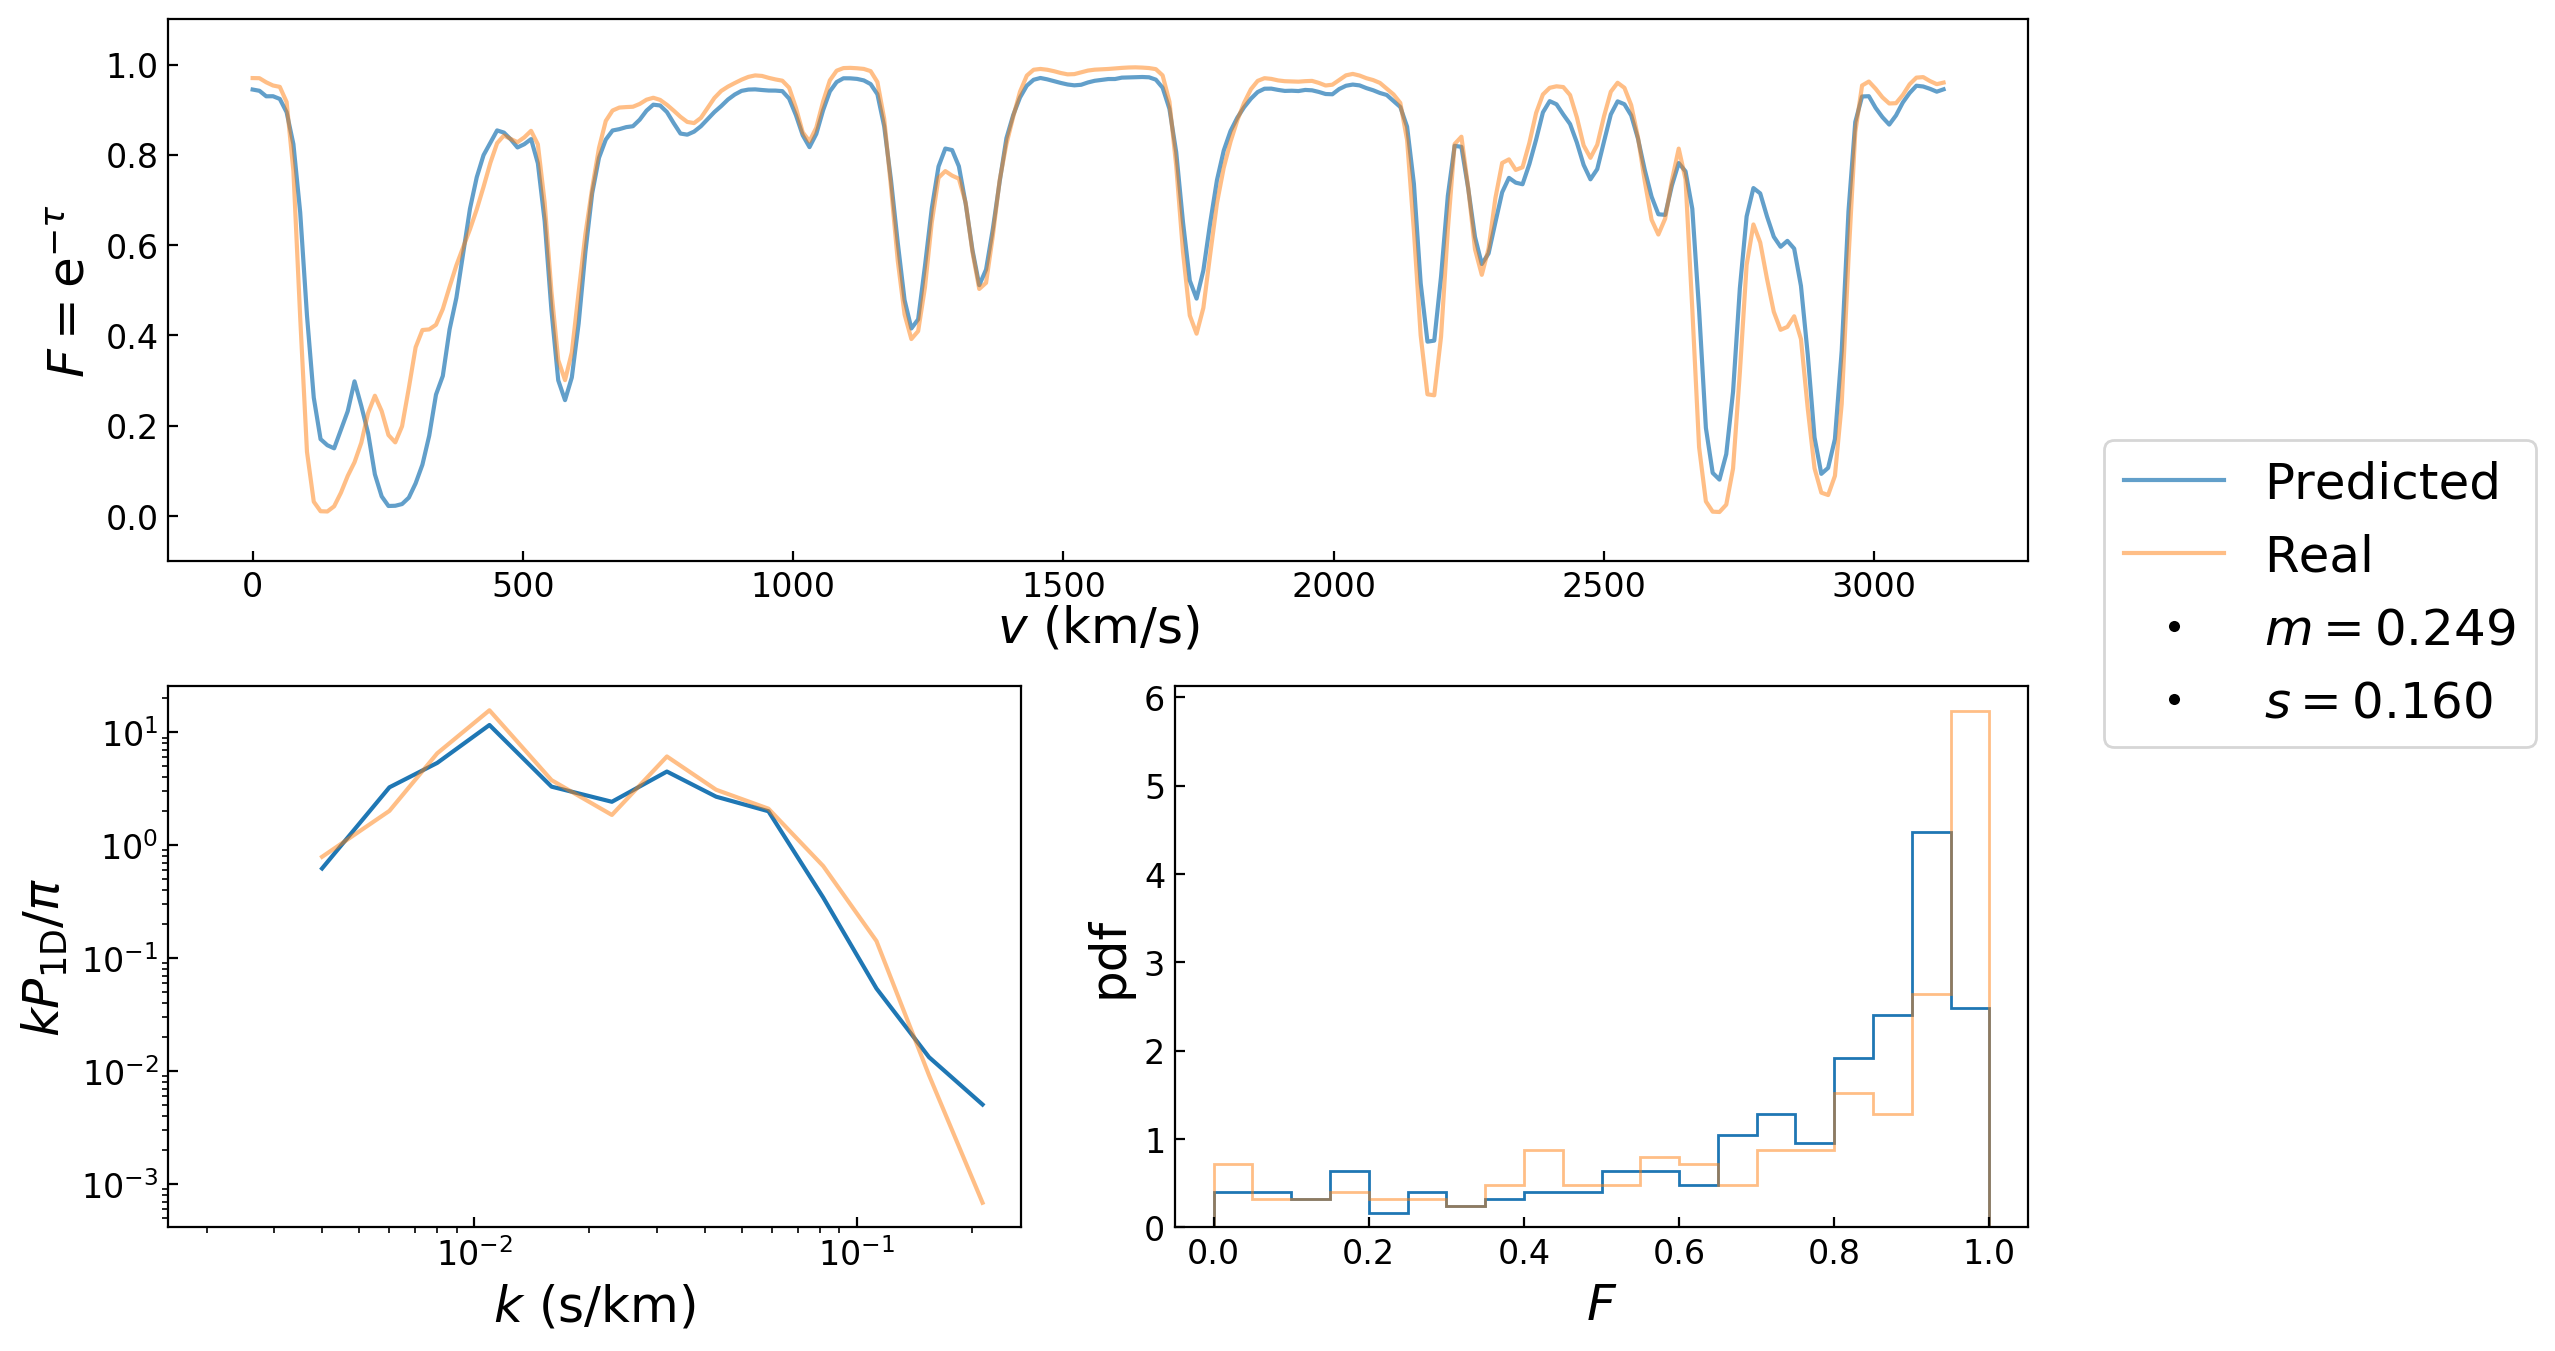 1.0
0.8
0.6
0.4
0.2
0.0
F = e^{−τ}
0 500 1000 1500 2000 2500 3000
v (km/s)
Predicted
Real
m = 0.249
s = 0.160
10^1
10^0
10^{−1}
10^{−2}
10^{−3}
kP_{1D}/π
10^{−2} 10^{−1}
k (s/km)
6
5
4
3
2
1
0
pdf
0.0 0.2 0.4 0.6 0.8 1.0
F